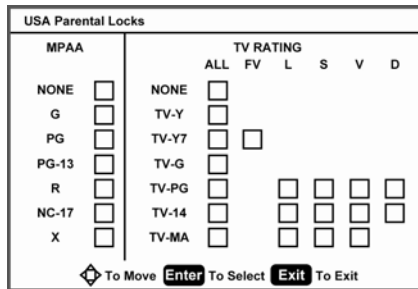 USA Parental Locks
MPAA TV RATING
ALL FV L S V D
NONE NONE
G TV-Y
PG TV-Y7
PG-13 TV-G
R TV-PG
NC-17 TV-14
X TV-MA
To Move Enter To Select Exit To Exit